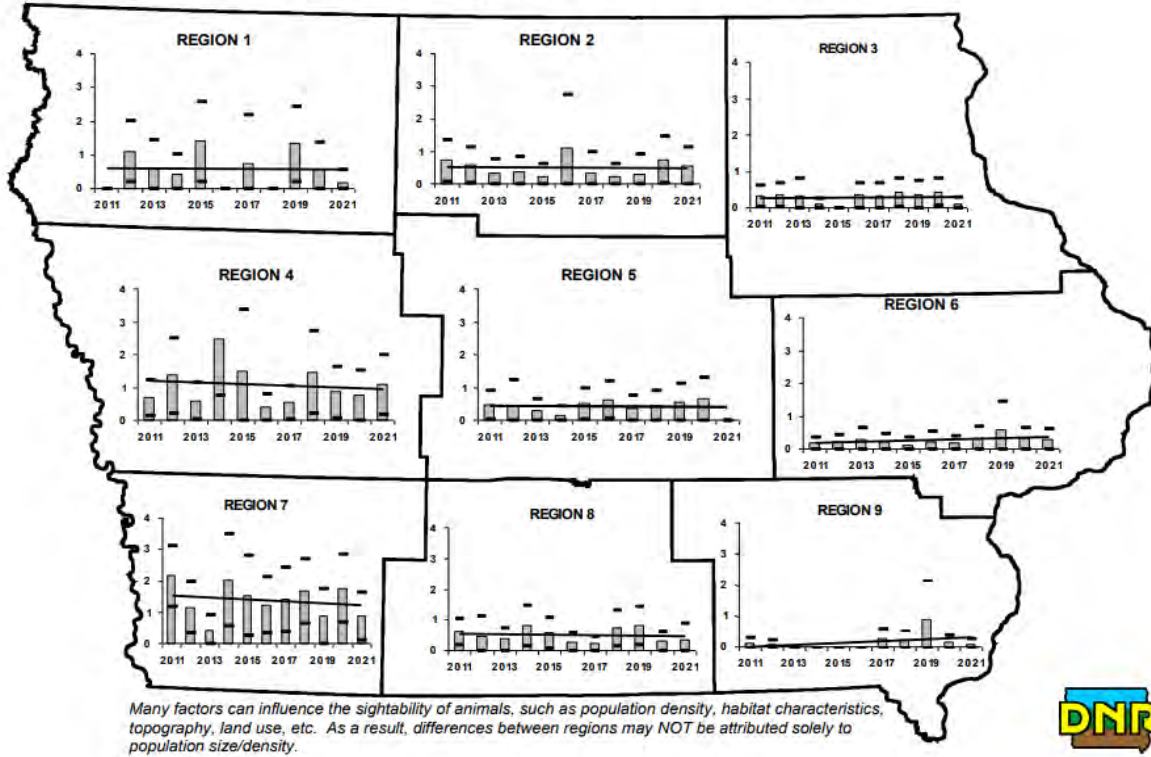 REGION 1
4
3
2
1
0
2011 2013 2015 2017 2019 2021
REGION 2
4
3
2
1
0
2011 2013 2015 2017 2019 2021
REGION 3
4
3
2
1
0
2011 2013 2015 2017 2019 2021
REGION 4
4
3
2
1
0
2011 2013 2015 2017 2019 2021
REGION 5
4
3
2
1
0
2011 2013 2015 2017 2019 2021
REGION 6
4
3
2
1
0
2011 2013 2015 2017 2019 2021
REGION 7
4
3
2
1
0
2011 2013 2015 2017 2019 2021
REGION 8
4
3
2
1
0
2011 2013 2015 2017 2019 2021
REGION 9
4
3
2
1
0
2011 2013 2015 2017 2019 2021
Many factors can influence the sightability of animals, such as population density, habitat characteristics,
topography, land use, etc. As a result, differences between regions may NOT be attributed solely to
population size/density.
DNR